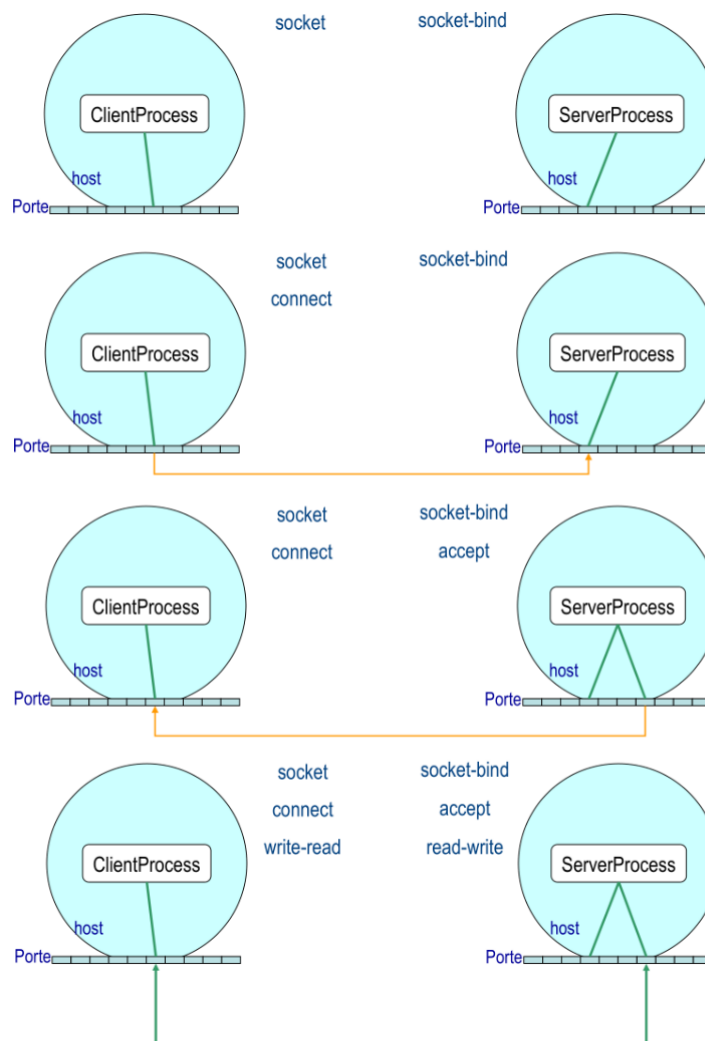 socket socket-bind
ClientProcess ServerProcess
host host
Porte Porte
socket socket-bind
connect
ClientProcess ServerProcess
host host
Porte Porte
socket socket-bind
connect accept
ClientProcess ServerProcess
host host
Porte Porte
socket socket-bind
connect accept
write-read read-write
ClientProcess ServerProcess
host host
Porte Porte